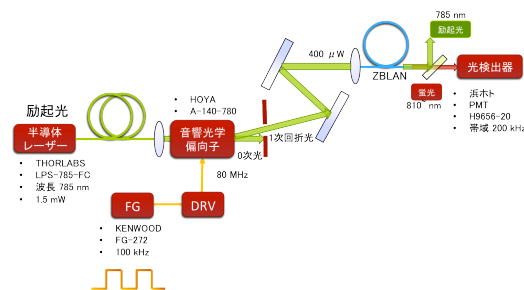 785 nm
励起光
400 μW
ZBLAN
光検出器
蛍光
810 nm
• 浜ホト
• PMT
• H9656-20
• 帯域 200 kHz
• HOYA
• A-140-780
励起光
半導体
レーザー
音響光学
偏向子
1次回折光
0次光
• THORLABS
• LPS-785-FC
• 波長 785 nm
• 1.5 mW
80 MHz
FG
DRV
• KENWOOD
• FG-272
• 100 kHz